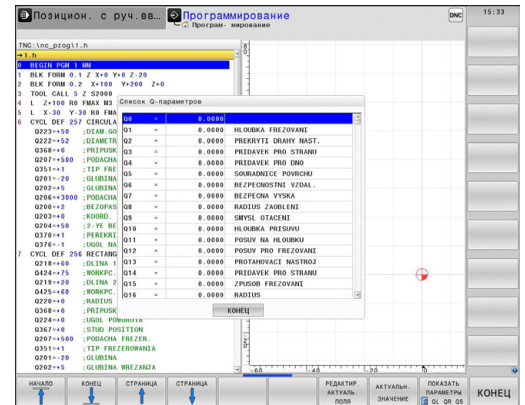 Позицион. с руч.вв...
Программирование
Програм- мирование
DNC
15:33
TNC:\nc_prog\1.h
→1.h
0 BEGIN PGM 1 MM
1 BLK FORM 0.1 Z X+0 Y+0 Z-20
2 BLK FORM 0.2 X+100 Y+200 Z+0
3 TOOL CALL 5 Z S2000
4 L Z+100 R0 FMAX M3
5 L X-30 Y-30 R0 FMA
6 CYCL DEF 257 CIRCULA
Q223=+50 ;DIAM.GO
Q222=+52 ;DIAMETR
Q368=+0 ;PRIPUSK
Q207=+500 ;PODACHA
Q351=+1 ;TIP FRE
Q201=-20 ;GLUBINA
Q202=+5 ;GLUBINA
Q206=+3000 ;PODACHA
Q200=+2 ;BEZOPAS
Q203=+0 ;KOORD.
Q204=+50 ;2-YE BE
Q370=+1 ;PEREKRI
Q376=-1 ;UGOL NA
7 CYCL DEF 256 RECTANG
Q218=+60 ;DLINA 1
Q424=+75 ;WORKPC.
Q219=+20 ;DLINA 2
Q425=+60 ;WORKPC.
Q220=+0 ;RADIUS
Q368=+0 ;PRIPUSK
Q224=+0 ;UGOL POWOROTA
Q367=+0 ;STUD POSITION
Q207=+500 ;PODACHA FREZER.
Q351=+1 ;TIP FREZEROWANIA
Q201=-20 ;GLUBINA
Q202=+5 ;GLUBINA WREZANJA
Список Q-параметров
Q0 = 0.0000
Q1 = 0.0000 HLOUBKA FREZOVANI
Q2 = 0.0000 PREKRYTI DRAHY NAST.
Q3 = 0.0000 PRIDAVEK PRO STRANU
Q4 = 0.0000 PRIDAVEK PRO DNO
Q5 = 0.0000 SOURADNICE POVRCHU
Q6 = 0.0000 BEZPECNOSTNI VZDAL.
Q7 = 0.0000 BEZPECNA VYSKA
Q8 = 0.0000 RADIUS ZAOBLENI
Q9 = 0.0000 SMYSL OTACENI
Q10 = 0.0000 HLOUBKA PRISUVU
Q11 = 0.0000 POSUV NA HLOUBKU
Q12 = 0.0000 POSUV PRO FREZOVANI
Q13 = 0.0000 PROTAHOVACI NASTROJ
Q14 = 0.0000 PRIDAVEK PRO STRANU
Q15 = 0.0000 ZPUSOB FREZOVANI
Q16 = 0.0000 RADIUS
КОНЕЦ
-60 -40 -20 0
НАЧАЛО
КОНЕЦ
СТРАНИЦА
СТРАНИЦА
РЕДАКТИР. АКТУАЛЬ. ПОЛЯ
АКТУАЛЬН. ЗНАЧЕНИЕ
ПОКАЗАТЬ ПАРАМЕТРЫ
Q QL QR QS
КОНЕЦ